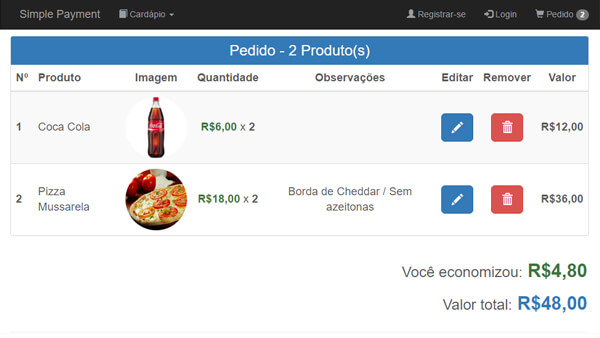 Simple Payment Cardápio Registrar-se Login Pedido 2
Pedido - 2 Produto(s)
Nº Produto Imagem Quantidade Observações Editar Remover Valor
1 Coca Cola R$6,00 x 2 R$12,00
2 Pizza Mussarela R$18,00 x 2 Borda de Cheddar / Sem azeitonas R$36,00
Você economizou: R$4,80
Valor total: R$48,00